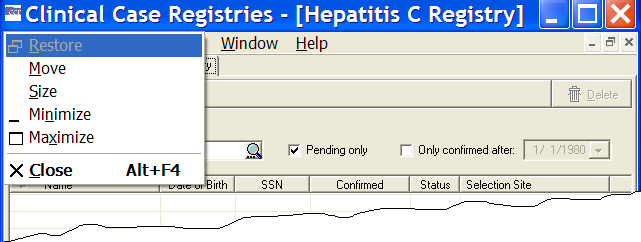 Clinical Case Registries - [Hepatitis C Registry]
Restore
Window Help
Move
Size
Delete
Minimize
Maximize
Pending only
Only confirmed after: 1/ 1/1980
Close Alt+F4
Name Date of Birth SSN Confirmed Status Selection Site